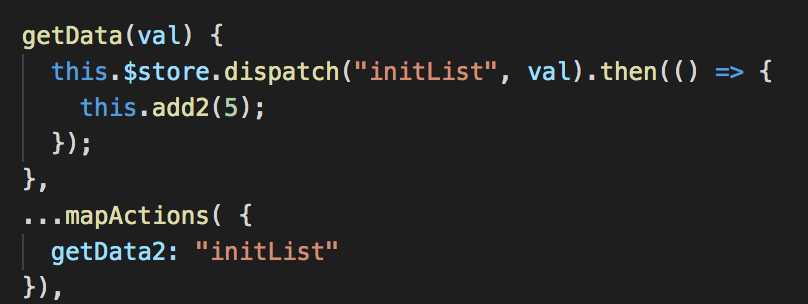 getData(val) {
  this.$store.dispatch("initList", val).then(() => {
    this.add2(5);
  });
},
...mapActions( {
  getData2: "initList"
}),